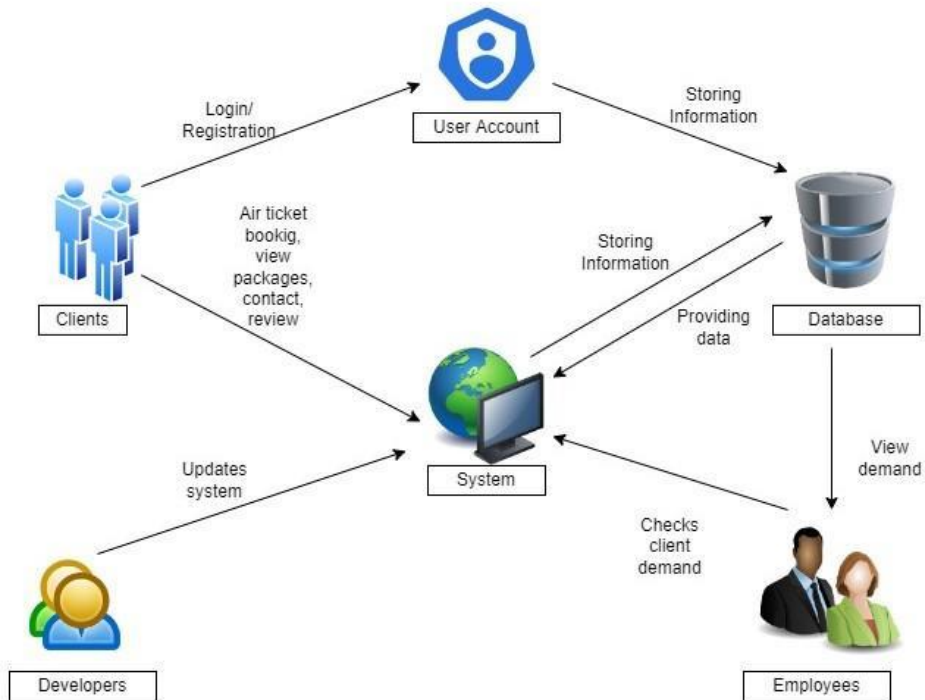 User Account
Login/
Registration
Storing
Information
Air ticket
bookig,
view
packages,
contact,
review
Storing
Information
Clients
Providing
data
Database
Updates
system
System
View
demand
Checks
client
demand
Developers
Employees